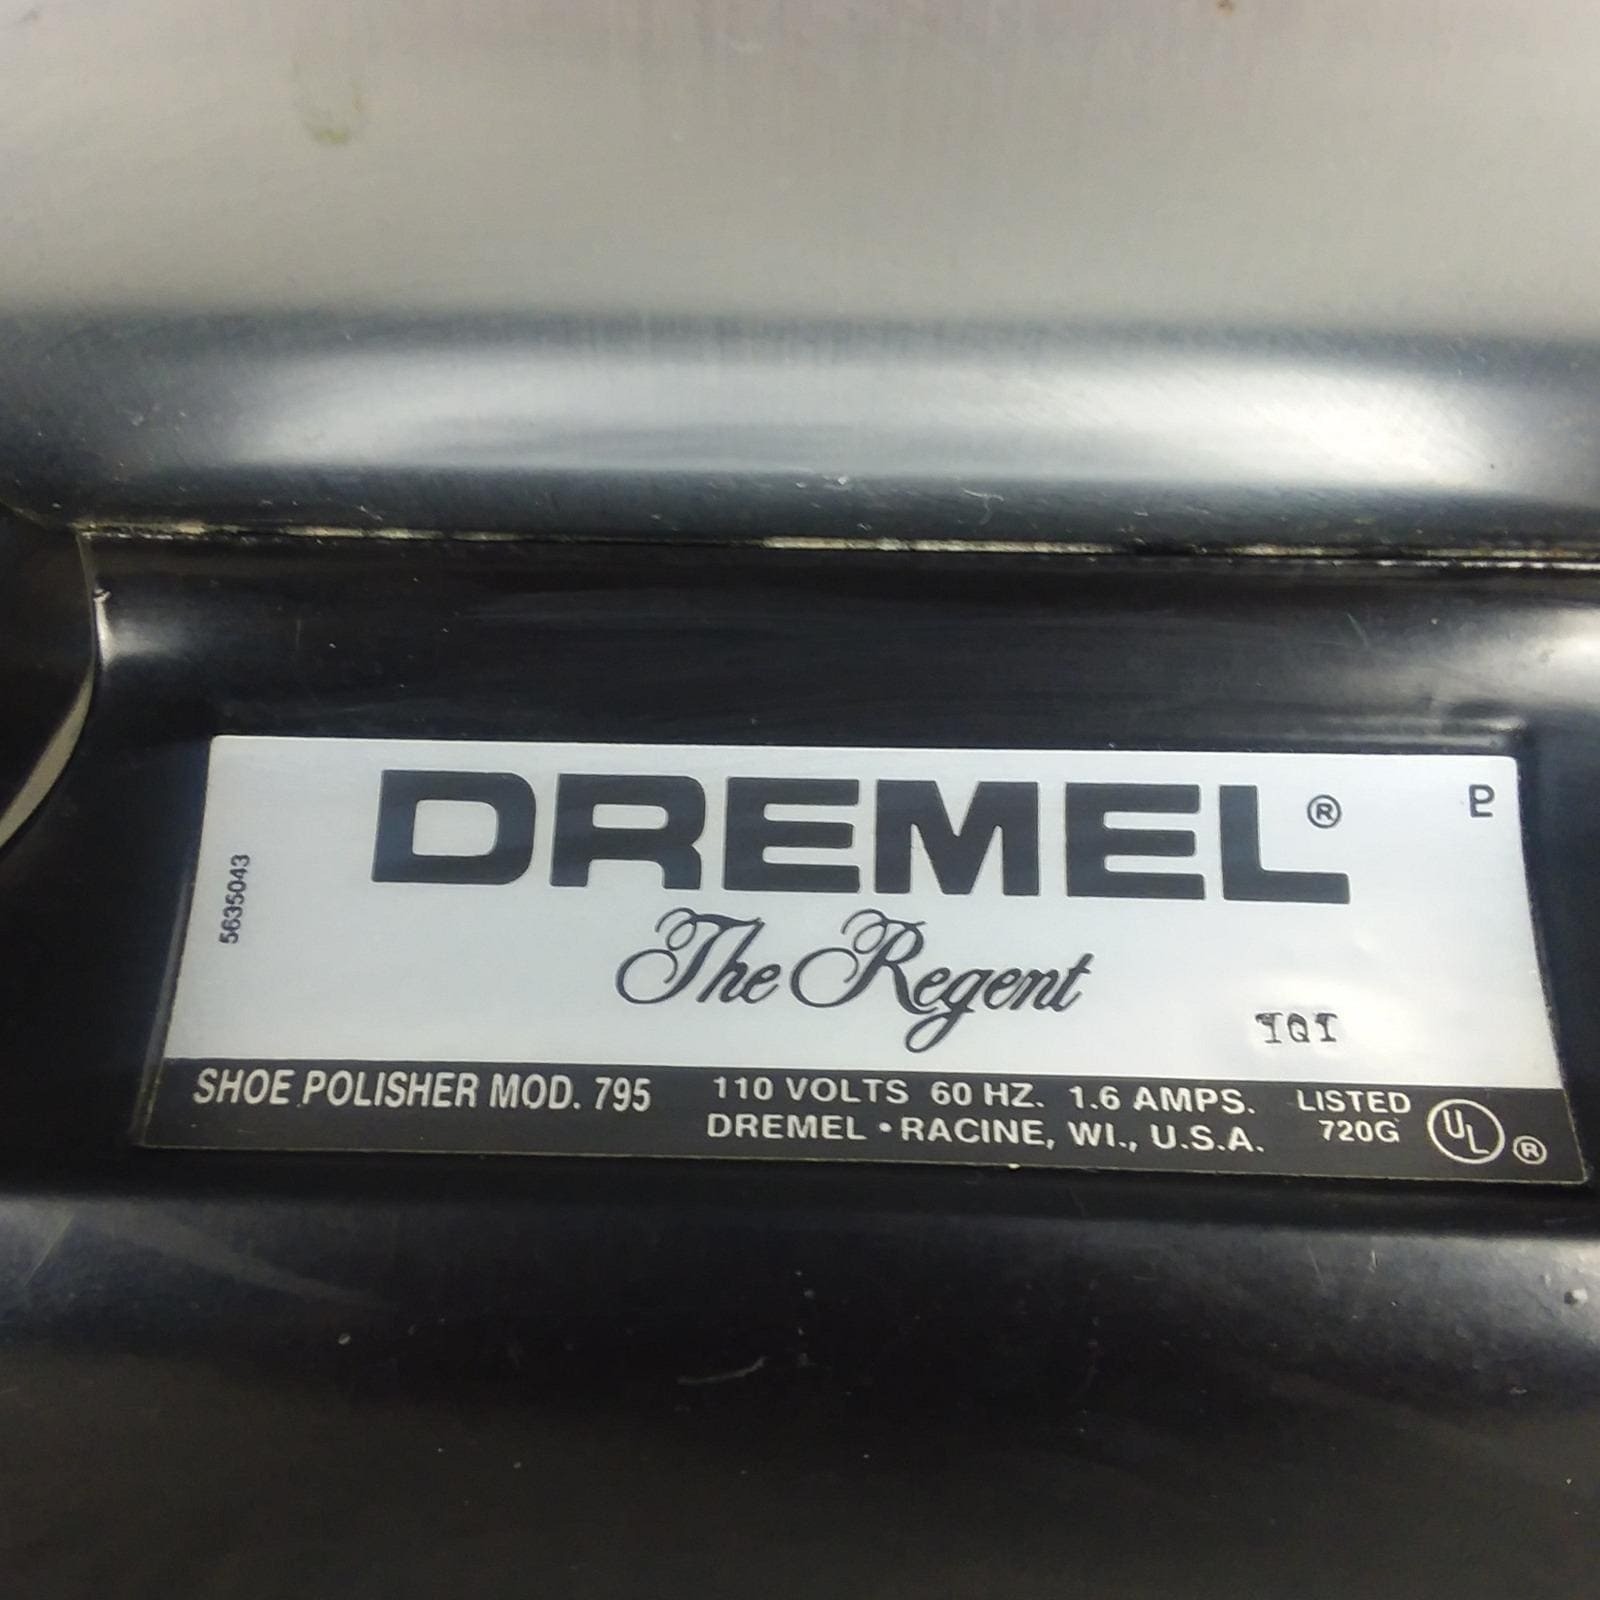 DREMEL®
The Regent
5635043
IQI
SHOE POLISHER MOD. 795
110 VOLTS 60 HZ. 1.6 AMPS.
DREMEL • RACINE, WI., U.S.A.
LISTED
720G
UL ®